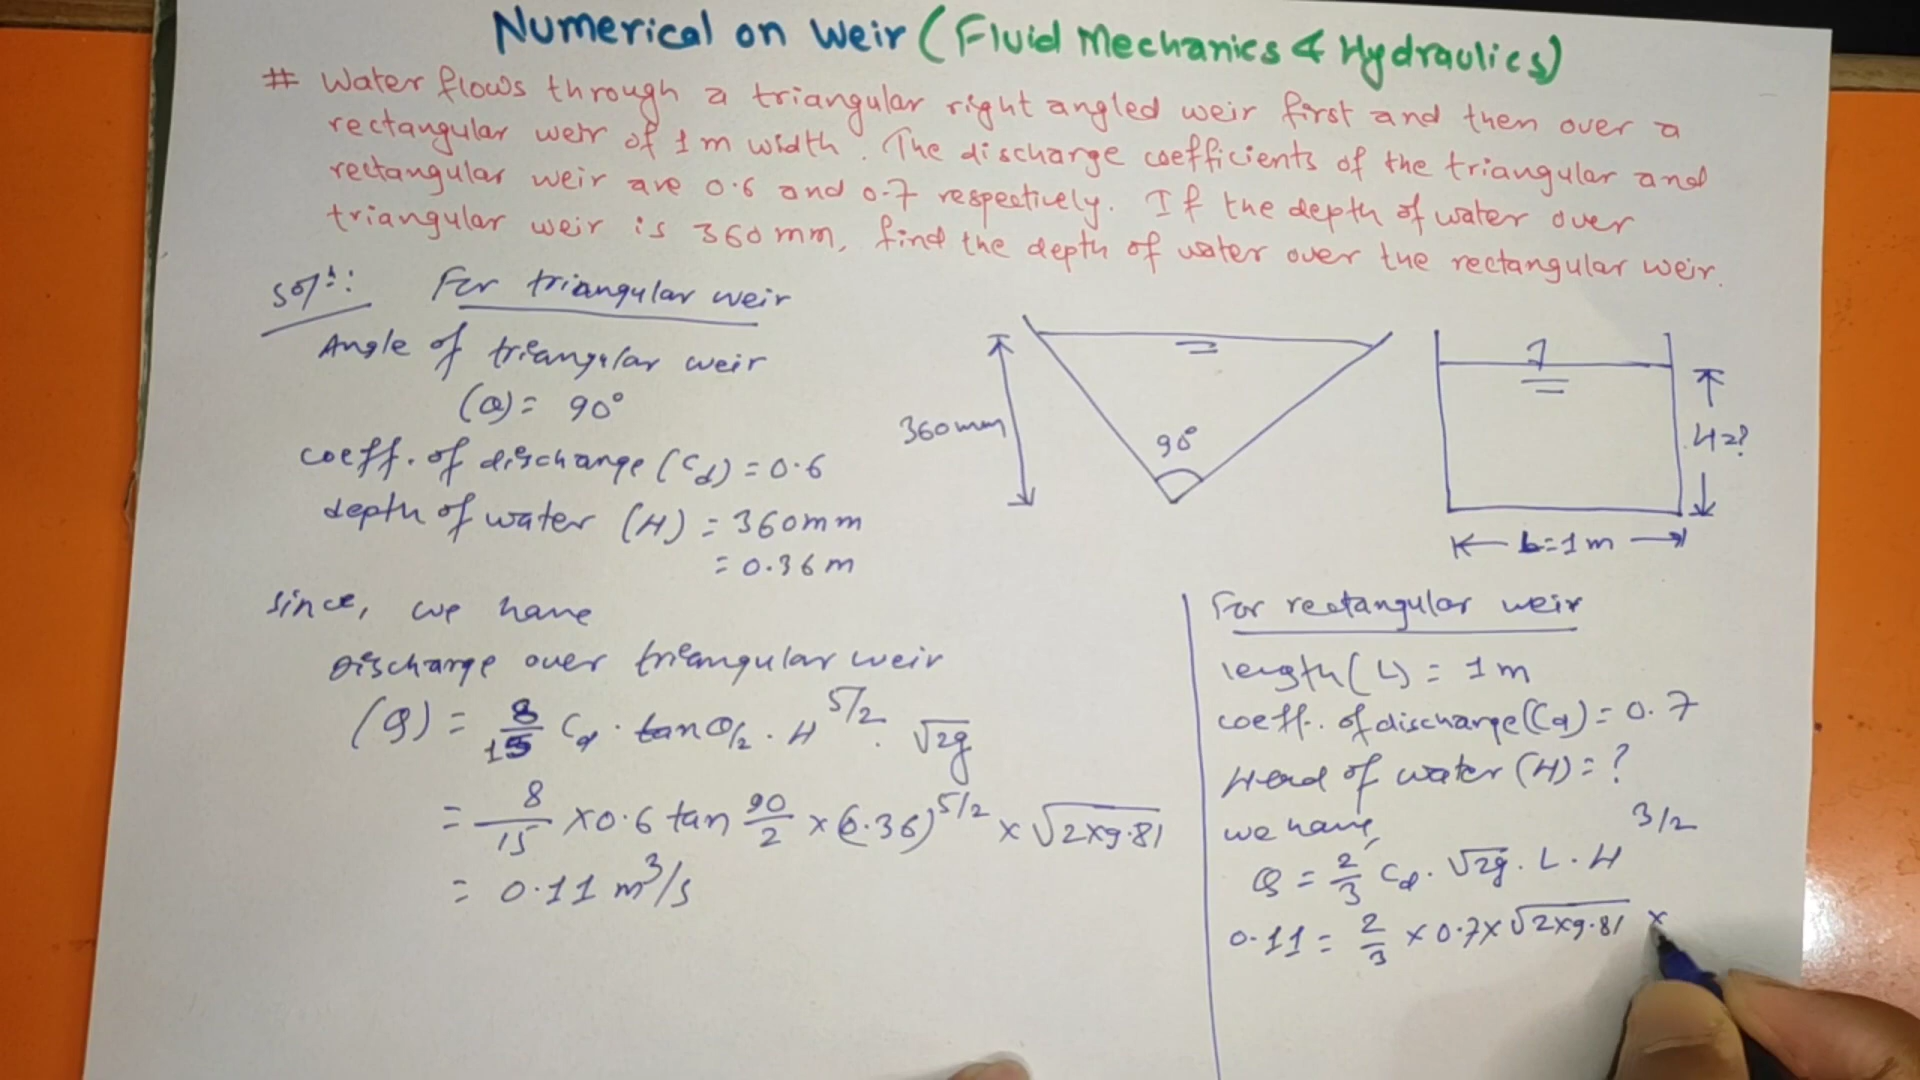 Numerical on Weir (Fluid Mechanics & Hydraulics)
# Water flows through a triangular right angled weir first and then over a
rectangular weir of 1m width. The discharge coefficients of the triangular and
rectangular weir are 0.6 and 0.7 respectively. If the depth of water over
triangular weir is 360mm, find the depth of water over the rectangular weir.
Solⁿ: For triangular weir
Angle of triangular weir
(θ) = 90°
coeff. of discharge (Cd) = 0.6
depth of water (H) = 360mm
= 0.36m
since, we have
Discharge over triangular weir
(Q) = 8/15 Cd . tan θ/2 . H^5/2 . √2g
= 8/15 × 0.6 tan 90/2 × (0.36)^5/2 × √2×9.81
= 0.11 m³/s
360mm
90°
H=?
b=1m
For rectangular weir
length (L) = 1m
coeff. of discharge (Cd) = 0.7
Head of water (H) = ?
we have,
Q = 2/3 Cd . √2g . L . H^3/2
0.11 = 2/3 × 0.7 × √2×9.81 ×